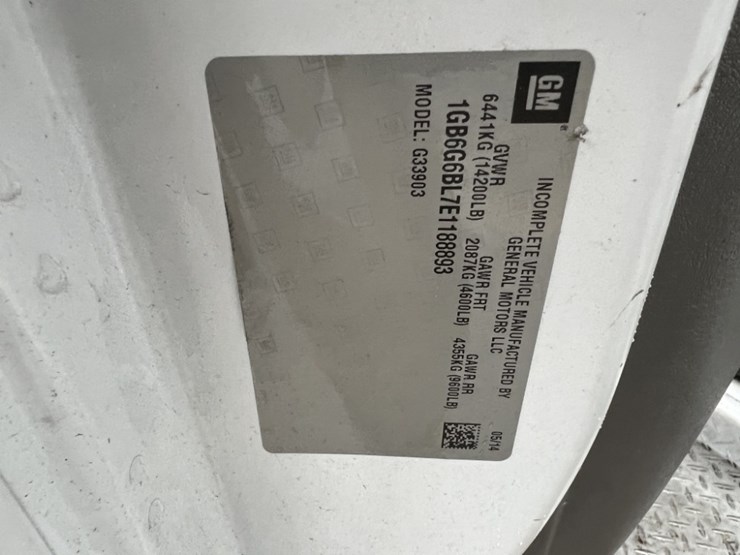 GM
INCOMPLETE VEHICLE MANUFACTURED BY
GENERAL MOTORS LLC
05/14
GVWR GAWR FRT GAWR RR
6441KG (14200LB) 2087KG (4600LB) 4355KG (9600LB)
1GB6G6BL7E1188893
MODEL: G33903